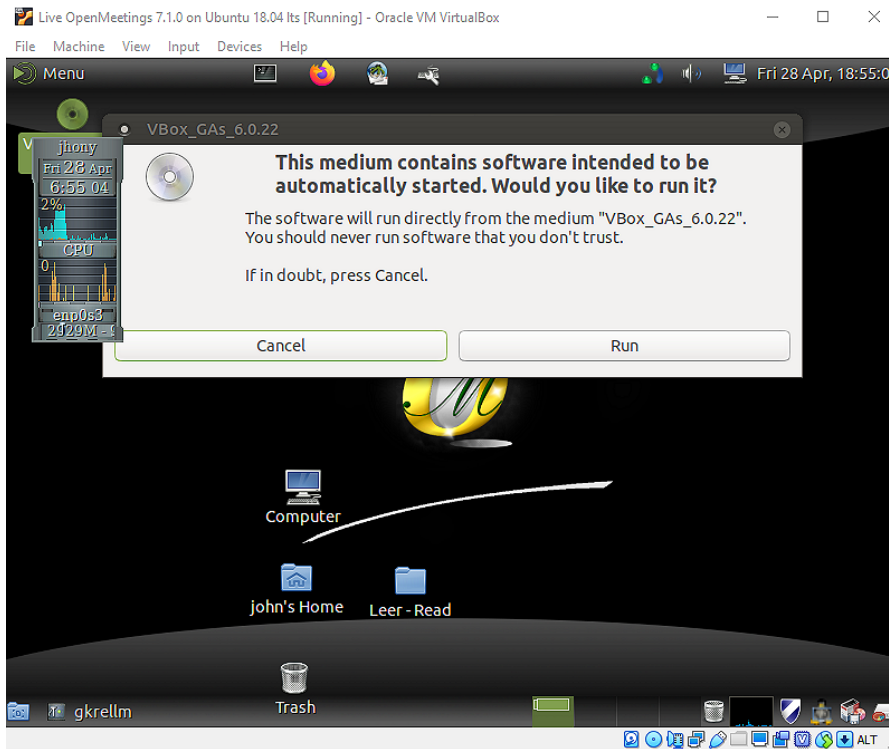 Live OpenMeetings 7.1.0 on Ubuntu 18.04 lts [Running] - Oracle VM VirtualBox
File Machine View Input Devices Help
Menu
Fri 28 Apr, 18:55:0
VBox_GAs_6.0.22
V
jhony
Fri 28 Apr
6:55 04
2%
CPU
0
enp0s3
2929M - 9
This medium contains software intended to be
automatically started. Would you like to run it?
The software will run directly from the medium "VBox_GAs_6.0.22".
You should never run software that you don't trust.
If in doubt, press Cancel.
Cancel
Run
M
Computer
john's Home
Leer - Read
Trash
gkrellm
ALT